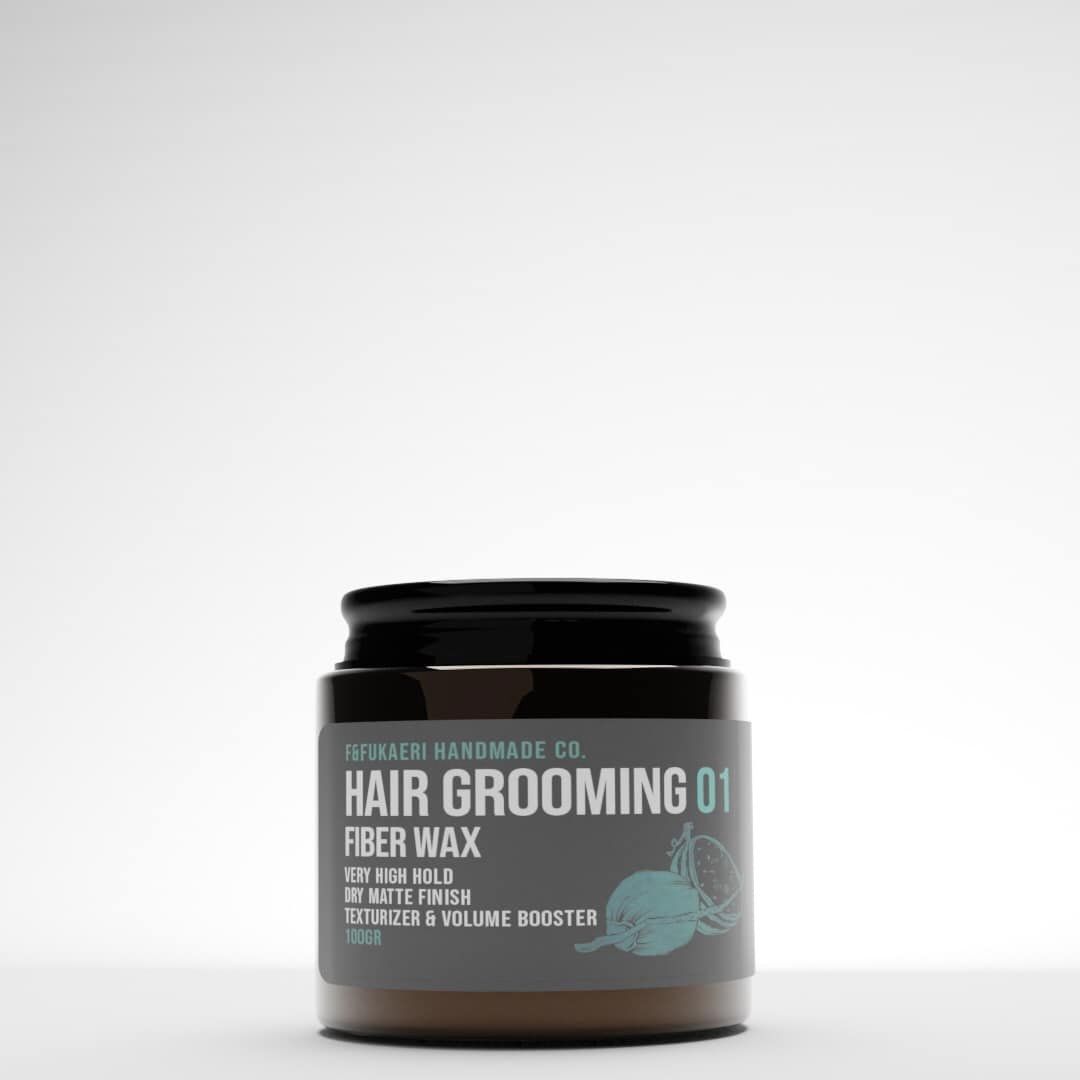 F&FUKAERI HANDMADE CO.
HAIR GROOMING 01
FIBER WAX
VERY HIGH HOLD
DRY MATTE FINISH
TEXTURIZER & VOLUME BOOSTER
100GR